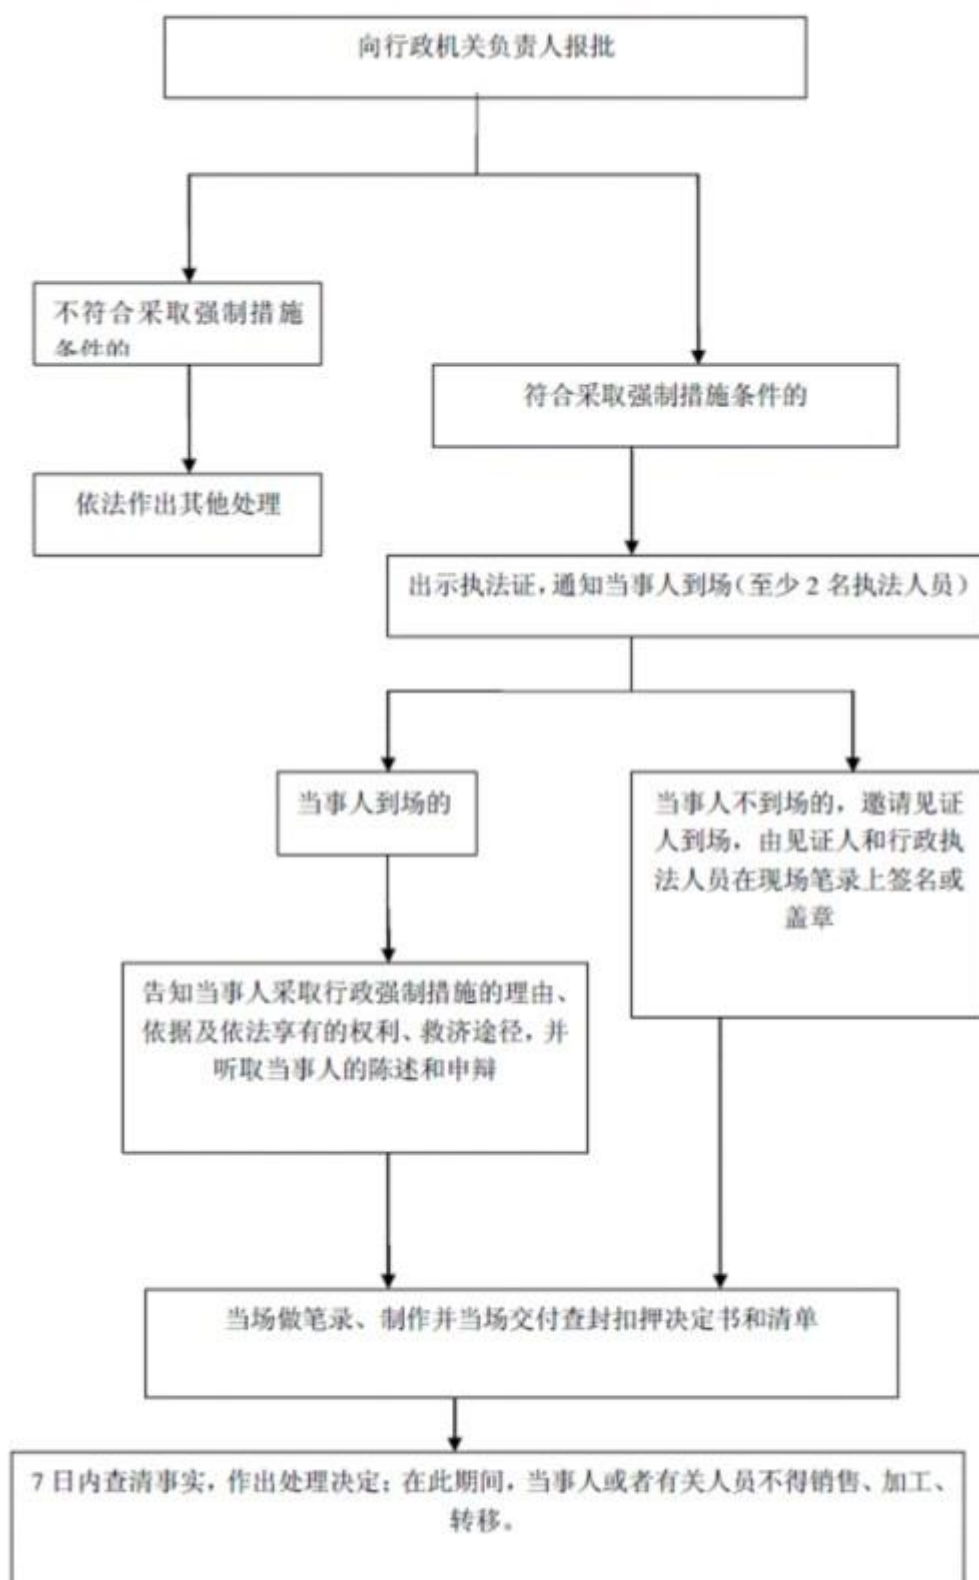 向行政机关负责人报批
不符合采取强制措施
条件的
符合采取强制措施条件的
依法作出其他处理
出示执法证,通知当事人到场(至少2名执法人员)
当事人到场的
当事人不到场的，邀请见证
人到场，由见证人和行政执
法人员在现场笔录上签名或
盖章
告知当事人采取行政强制措施的理由、
依据及依法享有的权利、救济途径,并
听取当事人的陈述和申辩
当场做笔录、制作并当场交付查封扣押决定书和清单
7日内查清事实，作出处理决定；在此期间，当事人或者有关人员不得销售、加工、
转移。